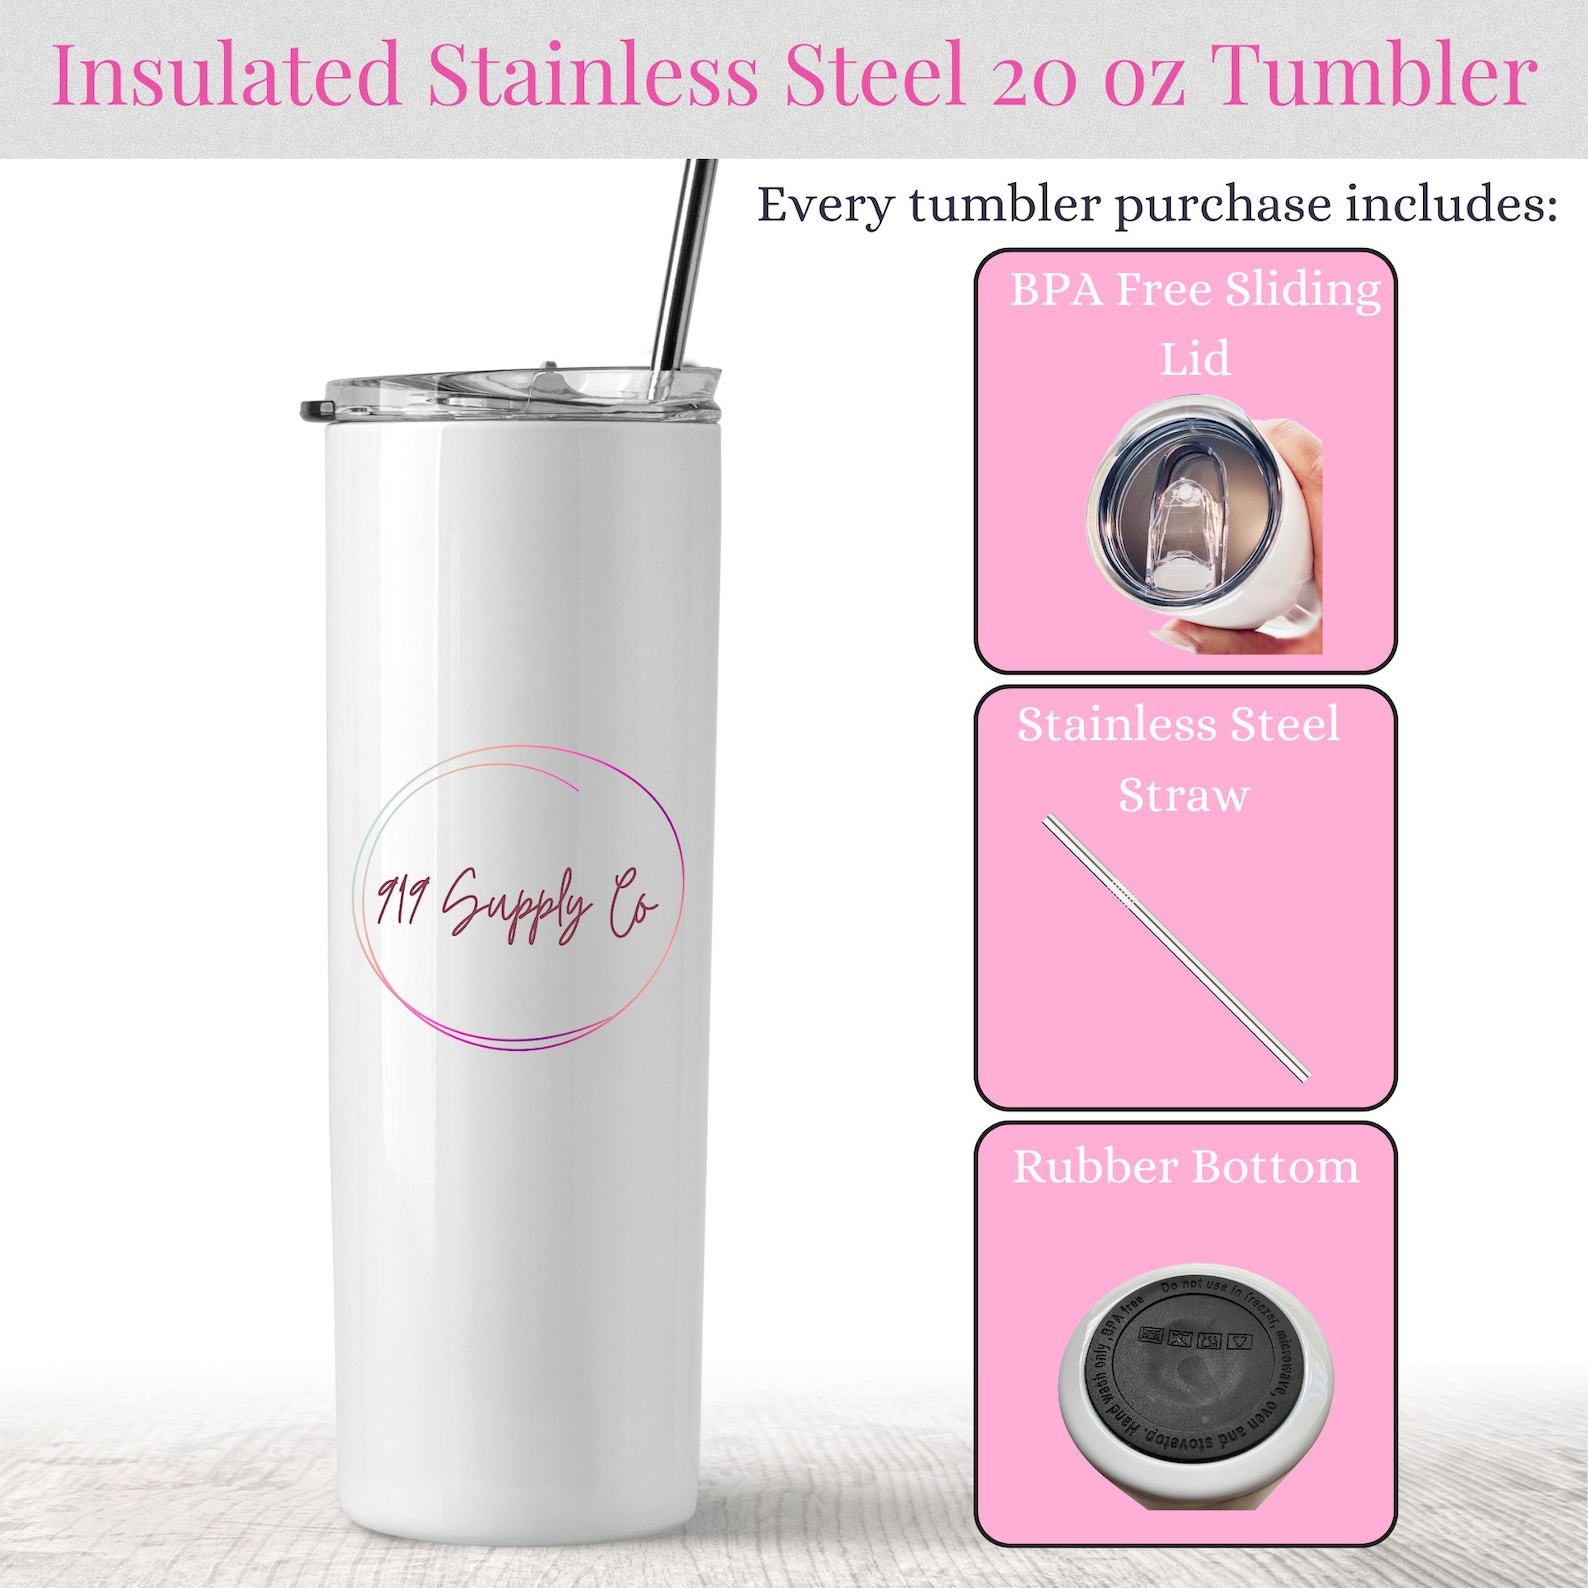 Insulated Stainless Steel 20 oz Tumbler
Every tumbler purchase includes:
BPA Free Sliding
Lid
919 Supply Co
Stainless Steel
Straw
Rubber Bottom
Do not use in freezer, microwave, oven and stovetop. Hand wash only, BPA free